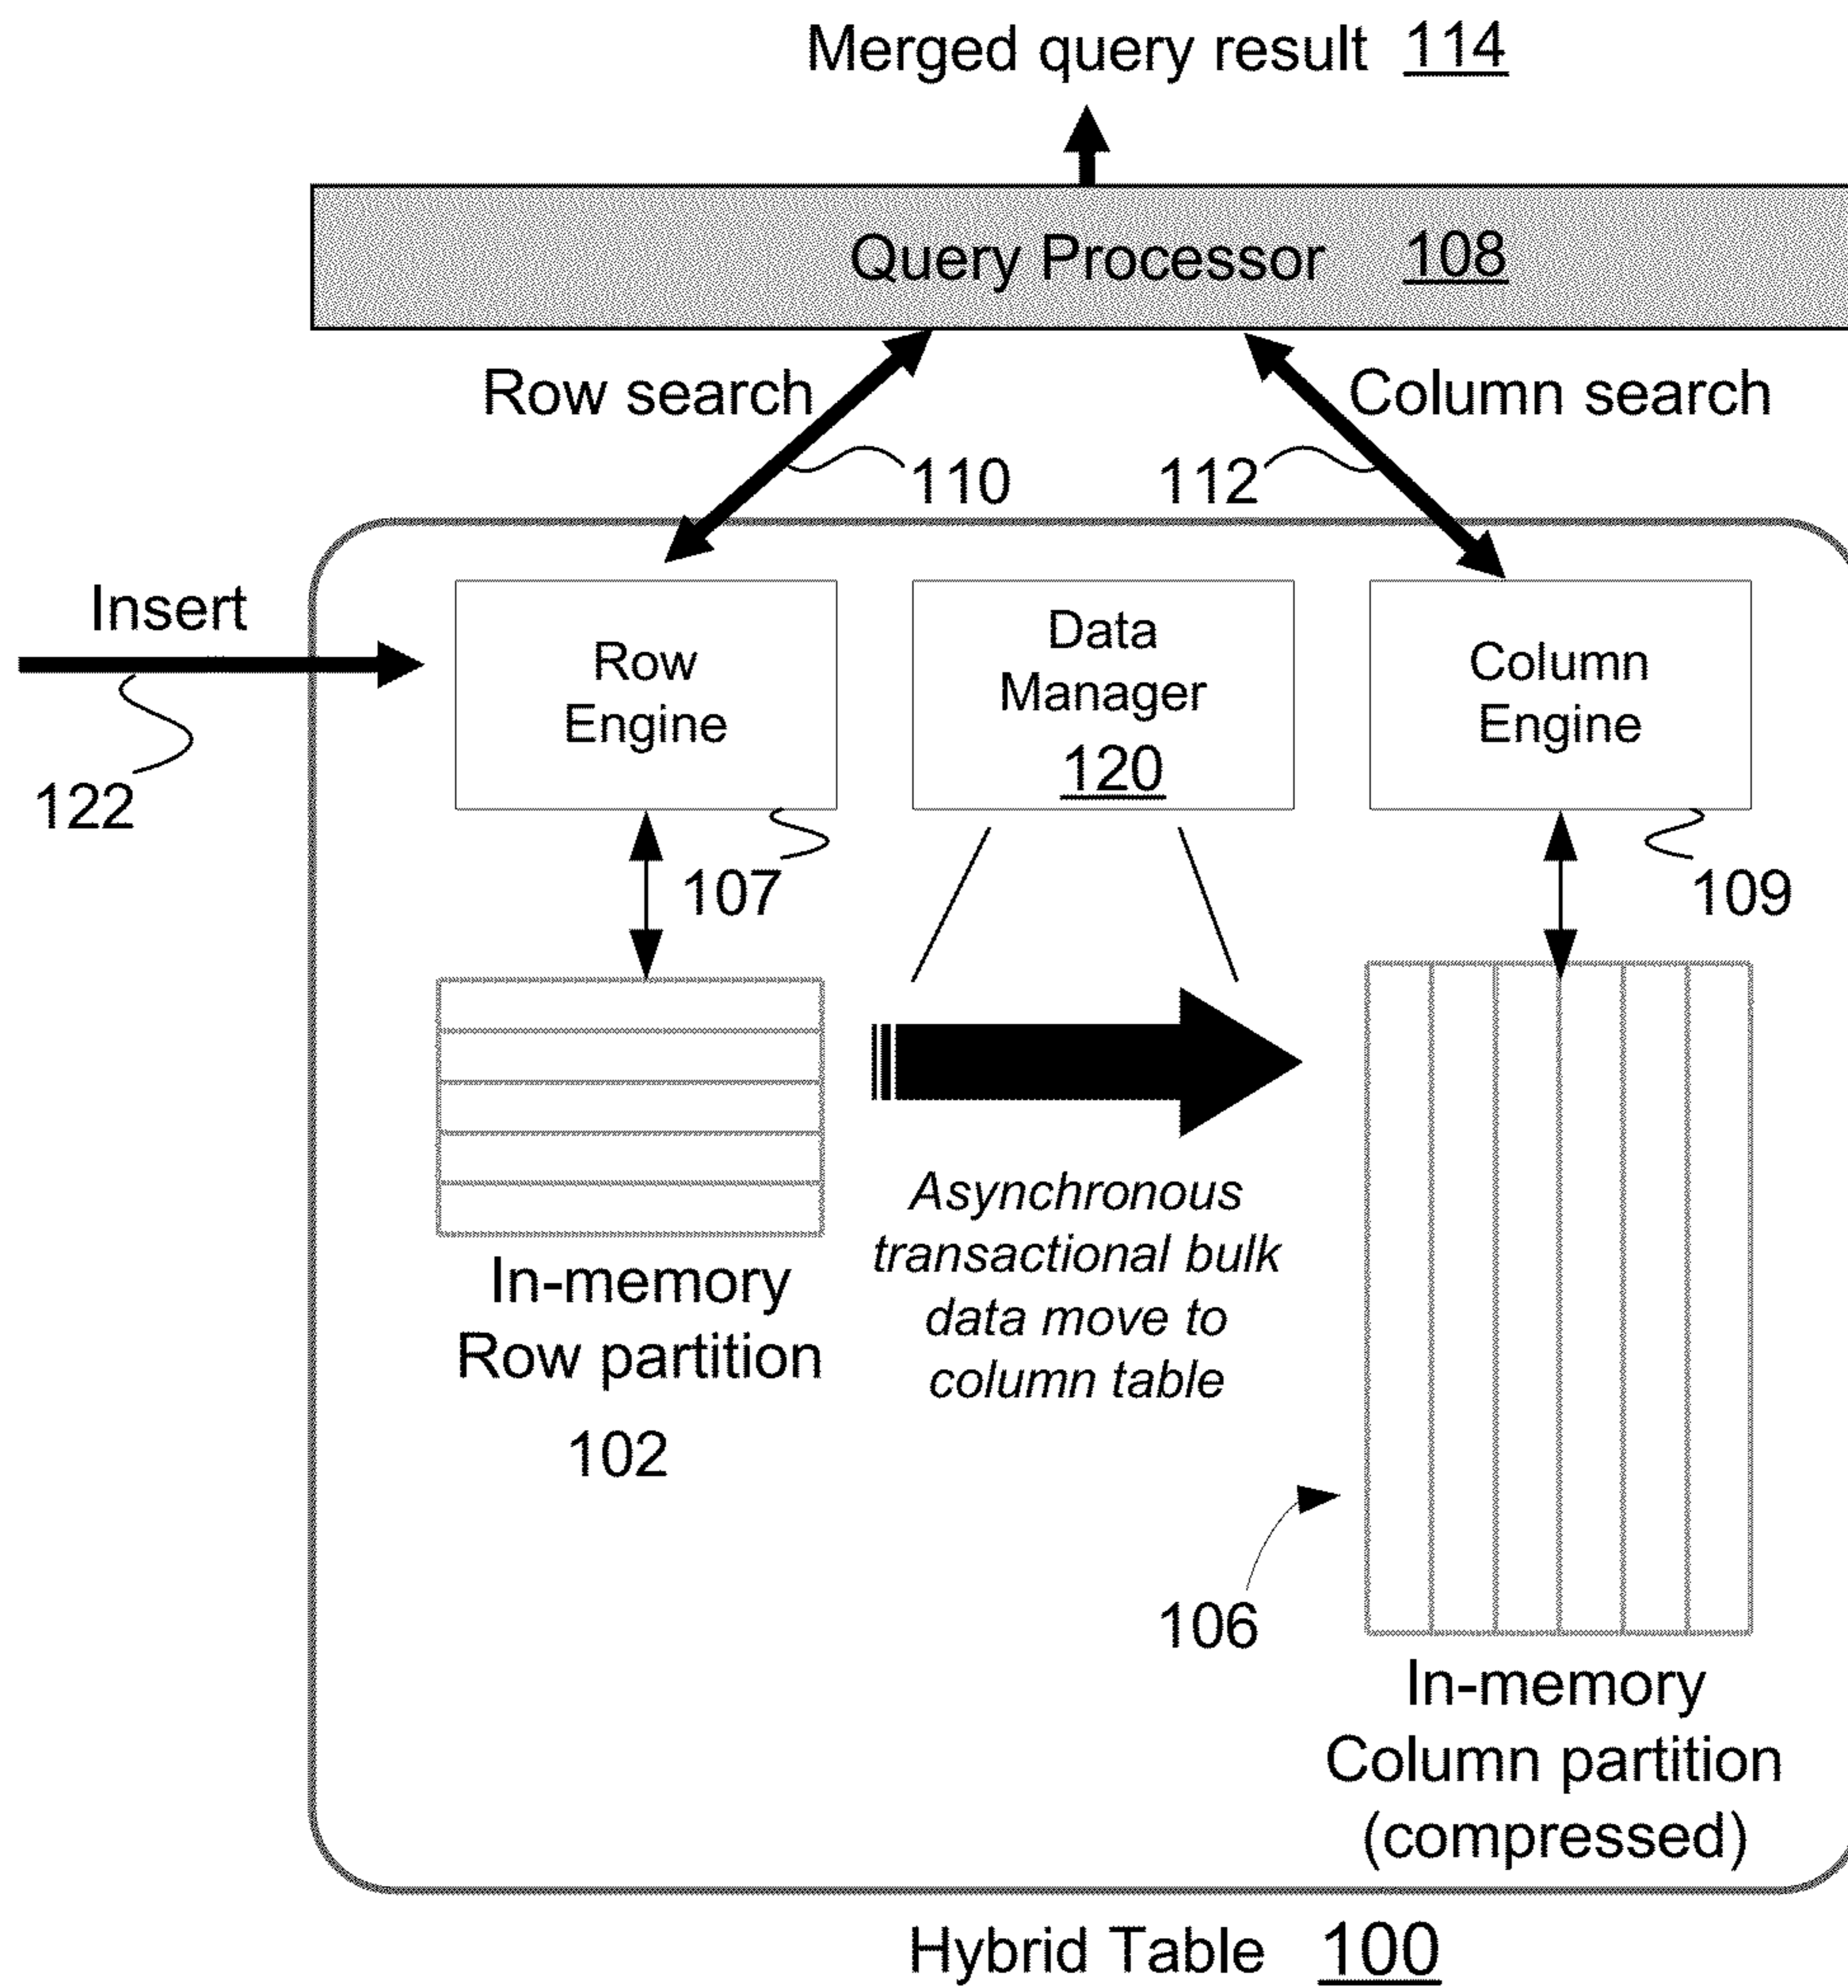 Merged query result 114
Query Processor 108
Row search
Column search
110
112
Insert
122
Row
Engine
Data
Manager
120
Column
Engine
107
109
In-memory
Row partition
102
Asynchronous
transactional bulk
data move to
column table
106
In-memory
Column partition
(compressed)
Hybrid Table 100